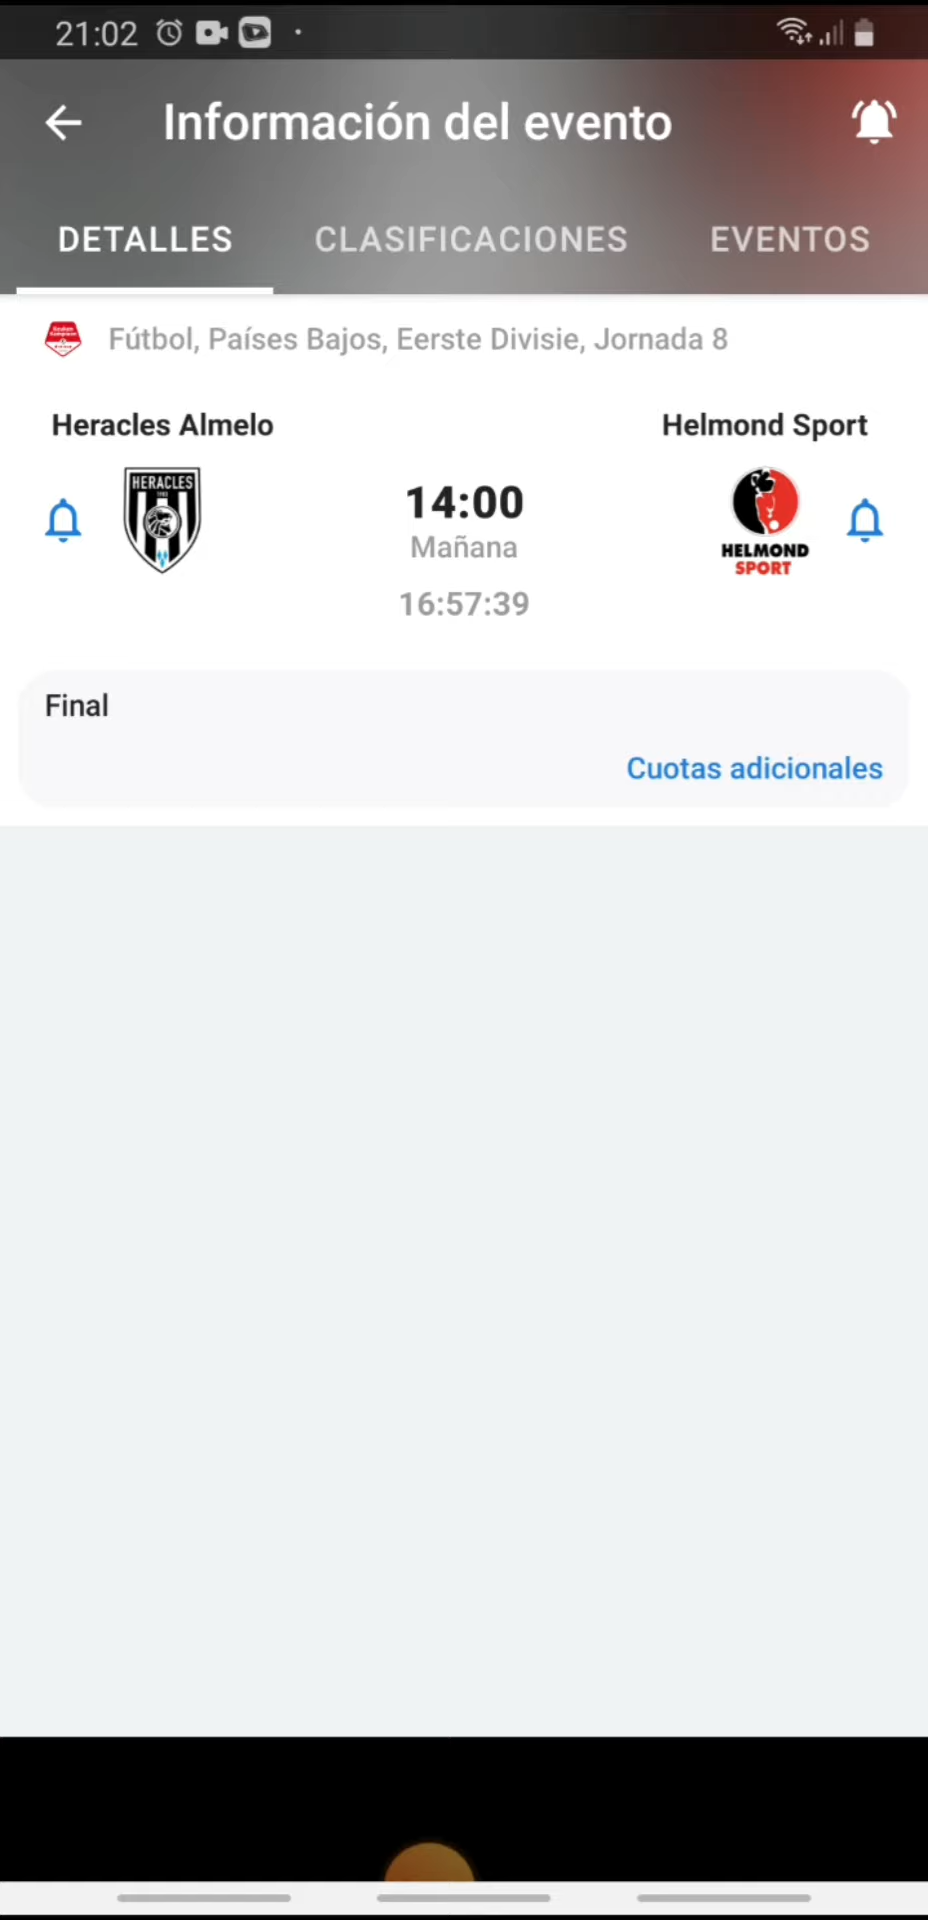 21:02
Información del evento
DETALLES CLASIFICACIONES EVENTOS
Fútbol, Países Bajos, Eerste Divisie, Jornada 8
Heracles Almelo Helmond Sport
HERACLES
14:00
Mañana
16:57:39
HELMOND
SPORT
Final
Cuotas adicionales